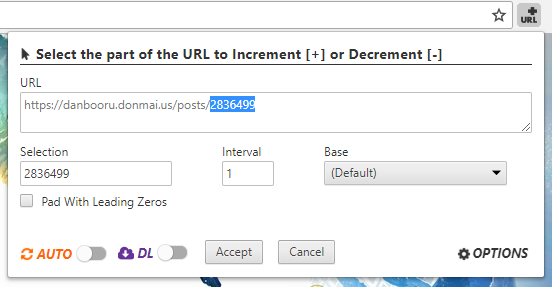 +
URL
Select the part of the URL to Increment [+] or Decrement [-]
URL
https://danbooru.donmai.us/posts/2836499
Selection
Interval
Base
2836499
1
(Default)
Pad With Leading Zeros
AUTO
DL
Accept
Cancel
OPTIONS